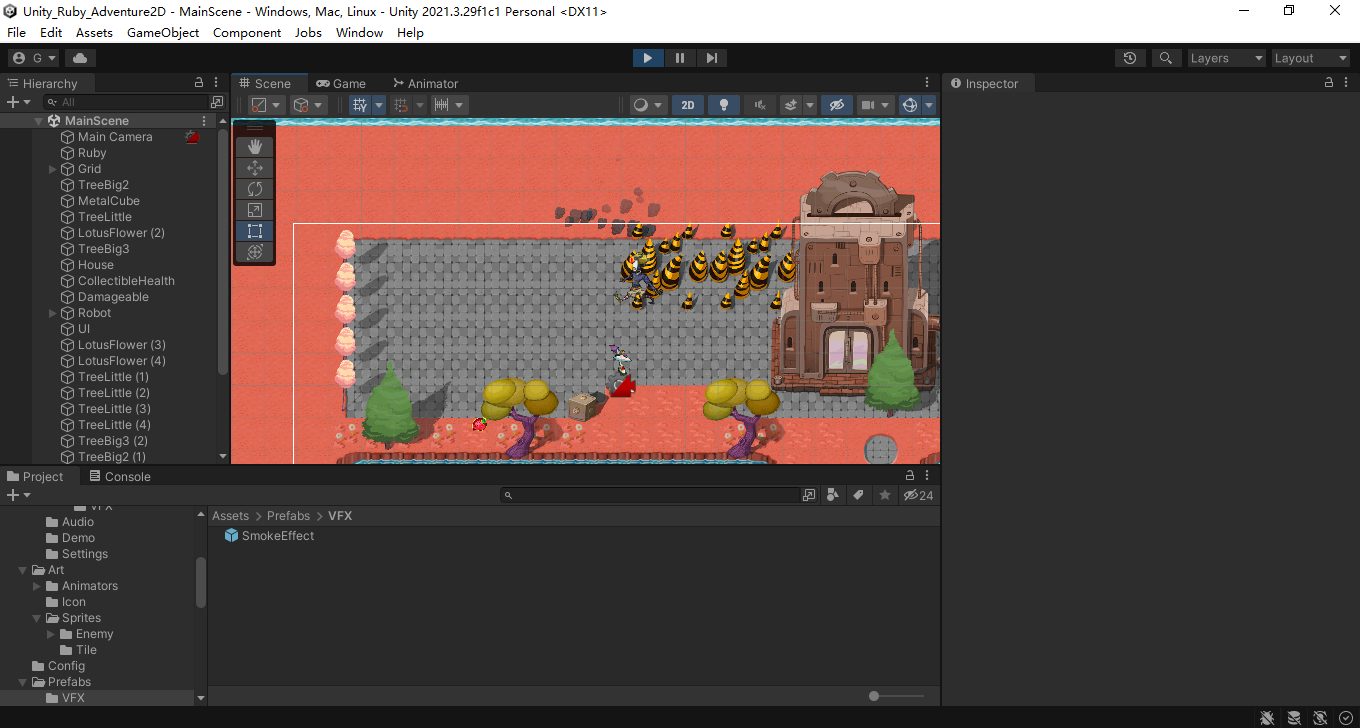 Unity_Ruby_Adventure2D - MainScene - Windows, Mac, Linux - Unity 2021.3.29f1c1 Personal <DX11>
File Edit Assets GameObject Component Jobs Window Help
G Layers Layout
Hierarchy Scene Game Animator Inspector
All 2D
MainScene
Main Camera
Ruby
Grid
TreeBig2
MetalCube
TreeLittle
LotusFlower (2)
TreeBig3
House
CollectibleHealth
Damageable
Robot
UI
LotusFlower (3)
LotusFlower (4)
TreeLittle (1)
TreeLittle (2)
TreeLittle (3)
TreeLittle (4)
TreeBig3 (2)
TreeBig2 (1)
Project Console
24
VFX
Audio
Demo
Settings
Art
Animators
Icon
Sprites
Enemy
Tile
Config
Prefabs
VFX
Assets > Prefabs > VFX
SmokeEffect